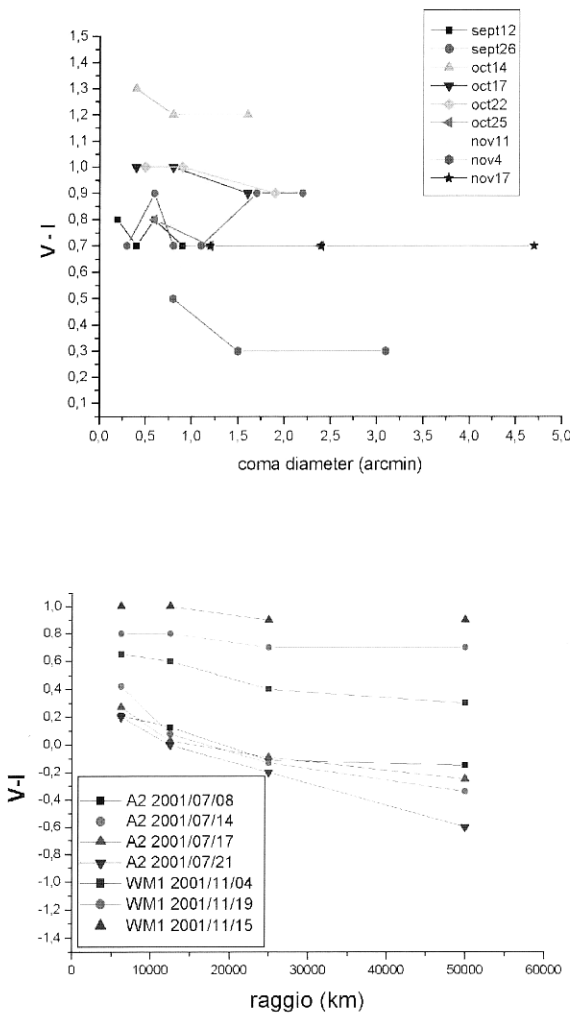 1,5
1,4
1,3
1,2
1,1
1,0
0,9
0,8
0,7
0,6
0,5
0,4
0,3
0,2
0,1
V - I
0,0 0,5 1,0 1,5 2,0 2,5 3,0 3,5 4,0 4,5 5,0
coma diameter (arcmin)
sept12
sept26
oct14
oct17
oct22
oct25
nov11
nov4
nov17
1,0
0,8
0,6
0,4
0,2
0,0
-0,2
-0,4
-0,6
-0,8
-1,0
-1,2
-1,4
V-I
A2 2001/07/08
A2 2001/07/14
A2 2001/07/17
A2 2001/07/21
WM1 2001/11/04
WM1 2001/11/19
WM1 2001/11/15
0 10000 20000 30000 40000 50000 60000
raggio (km)